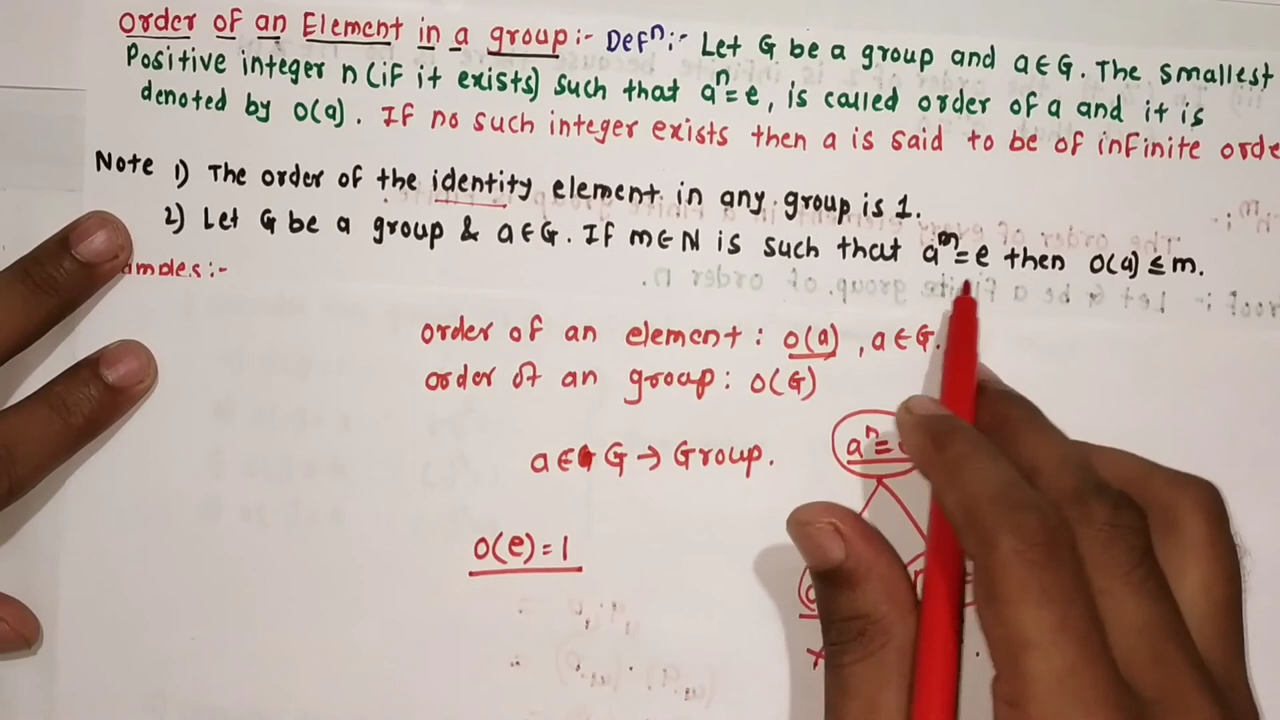 Order of an Element in a group :- Defⁿ :- Let G be a group and a ∈ G. The smallest
Positive integer n (if it exists) such that aⁿ = e, is called order of a and it is
denoted by O(a). If no such integer exists then a is said to be of infinite orde
Note 1) The order of the identity element in any group is 1.
2) Let G be a group & a ∈ G. If m ∈ N is such that aᵐ = e then O(a) ≤ m.
amples :-
order of an element : O(a), a ∈ G.
order of an group : O(G)
a ∈ G → Group.
aⁿ =
O(e) = 1